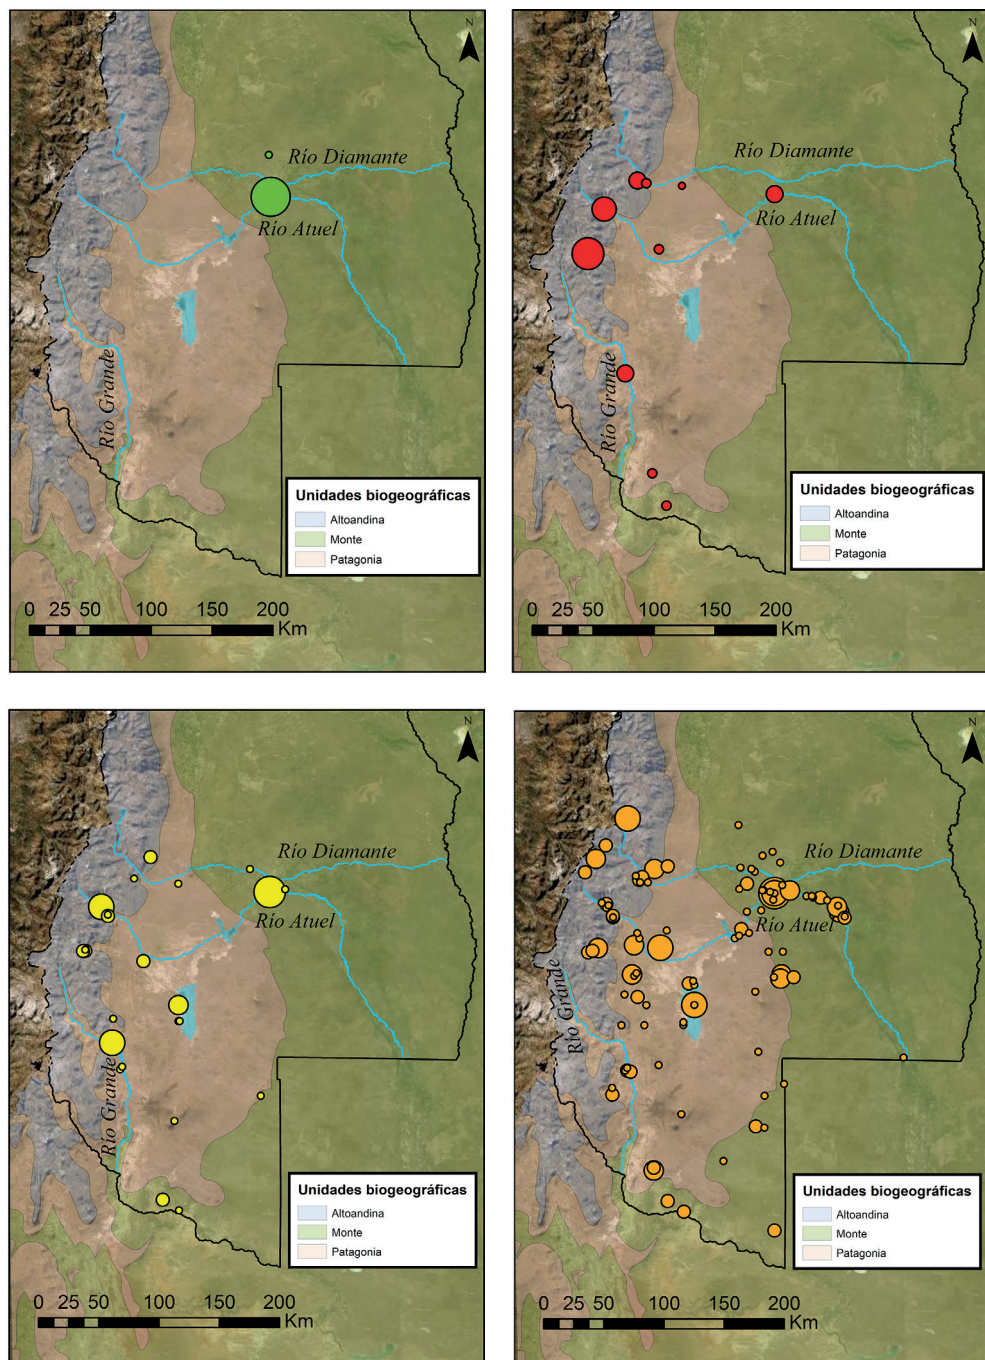 N
Río Diamante
Río Atuel
Río Grande
Unidades biogeográficas
Altoandina
Monte
Patagonia
0 25 50 100 150 200
Km
N
Río Diamante
Río Atuel
Río Grande
Unidades biogeográficas
Altoandina
Monte
Patagonia
0 25 50 100 150 200
Km
N
Río Diamante
Río Atuel
Río Grande
Unidades biogeográficas
Altoandina
Monte
Patagonia
0 25 50 100 150 200
Km
N
Río Diamante
Río Atuel
Río Grande
Unidades biogeográficas
Altoandina
Monte
Patagonia
0 25 50 100 150 200
Km